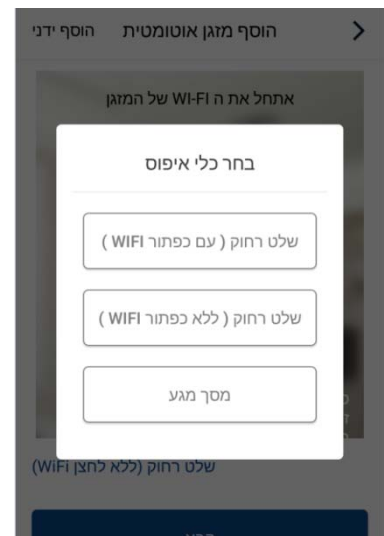 הוסף מזגן אוטומטית הוסף ידני
אתחל את ה WI-FI של המזגן
בחר כלי איפוס
שלט רחוק ( עם כפתור WIFI )
שלט רחוק ( ללא כפתור WIFI )
מסך מגע
שלט רחוק (ללא לחצן WiFi)